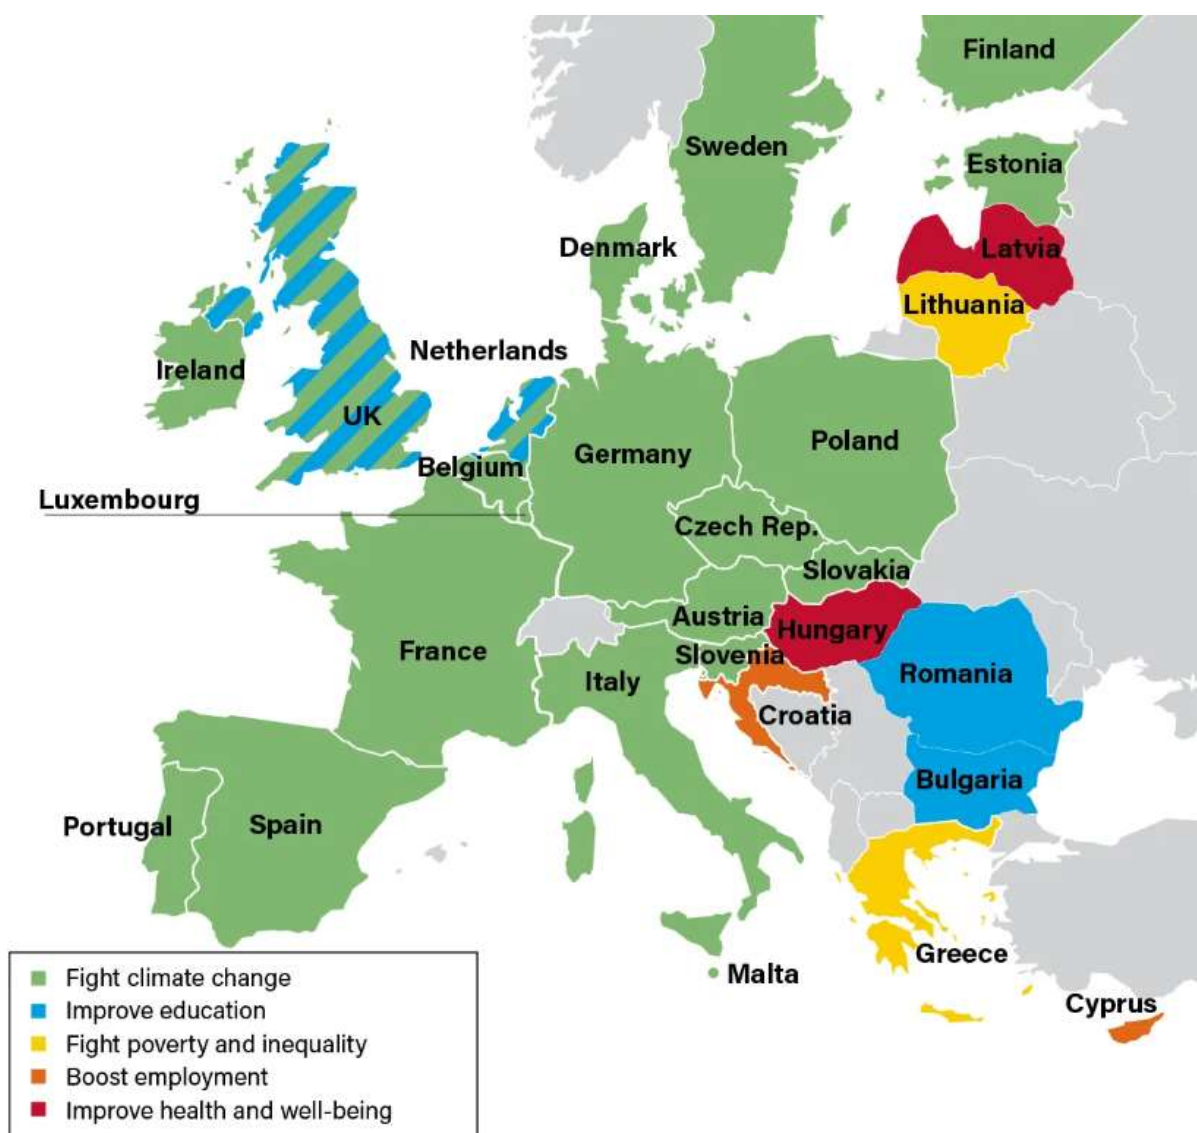 Finland
Sweden
Estonia
Denmark
Latvia
Lithuania
Netherlands
Ireland
UK
Poland
Germany
Belgium
Luxembourg
Czech Rep.
Slovakia
Austria
Hungary
France
Slovenia
Romania
Italy
Croatia
Bulgaria
Portugal
Spain
Greece
Malta
Cyprus
Fight climate change
Improve education
Fight poverty and inequality
Boost employment
Improve health and well-being